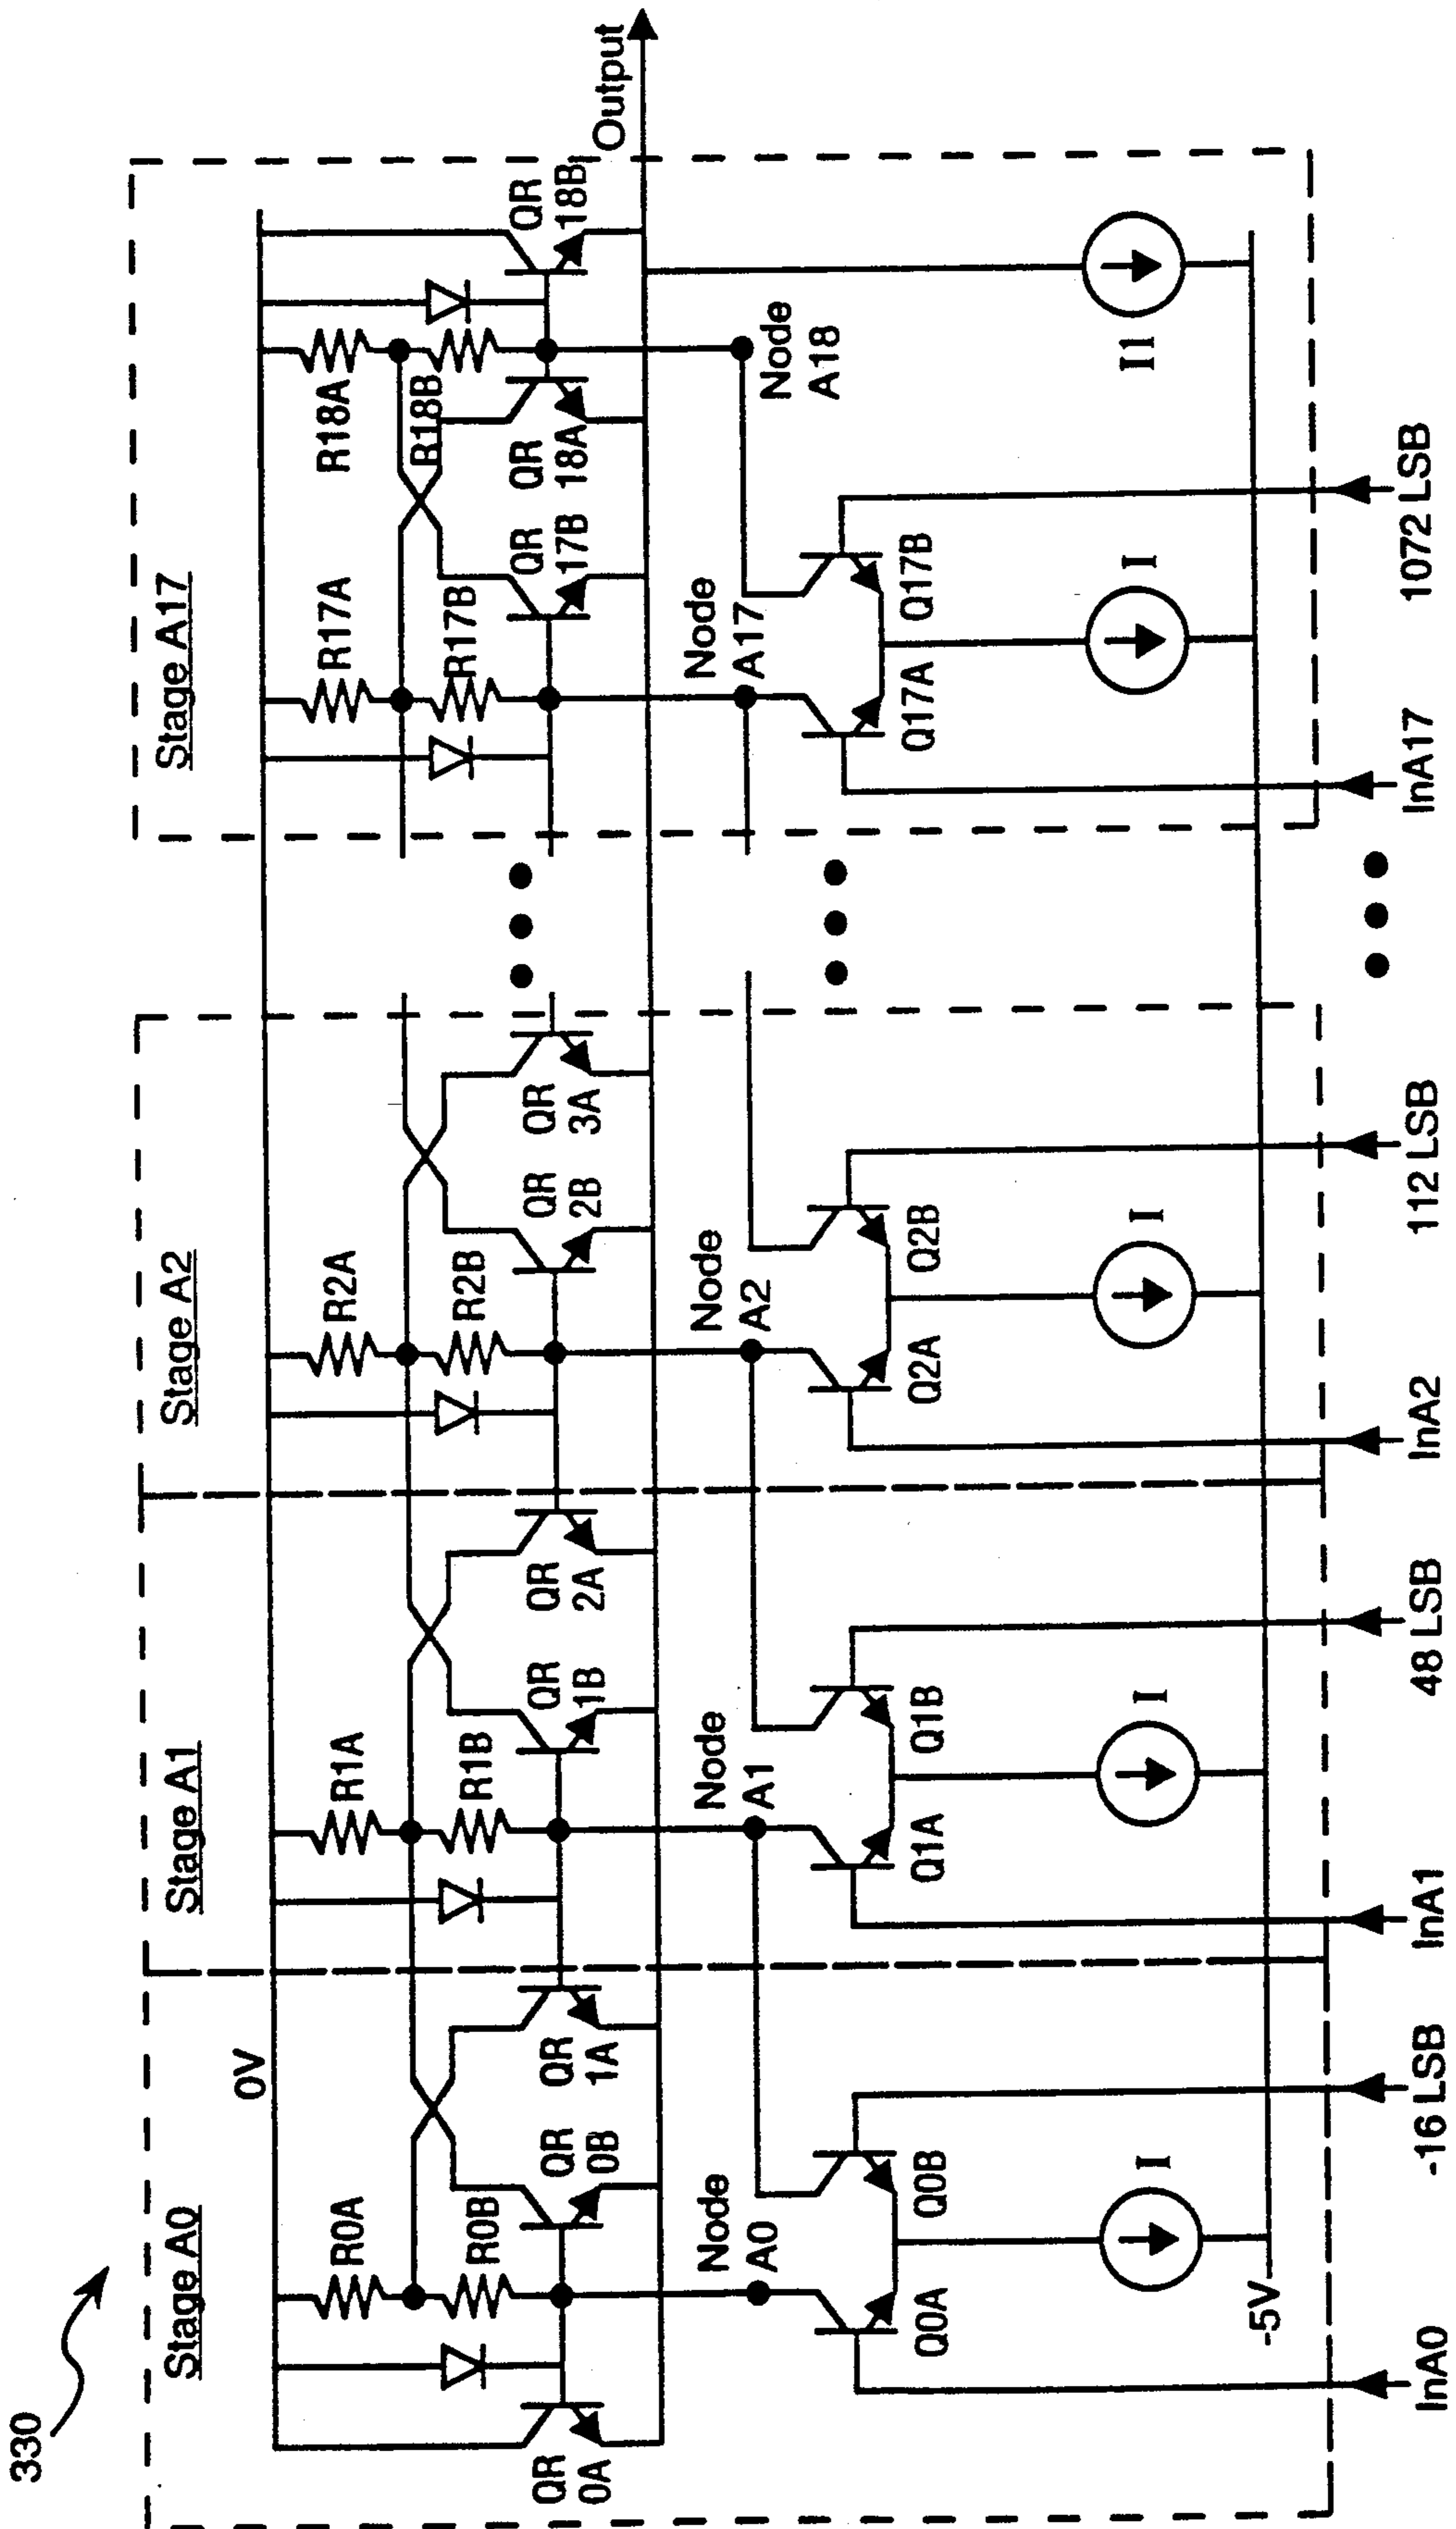 330
Stage A0
Stage A1
Stage A2
Stage A17
0V
R0A
R1A
R2A
R17A
R18A
R0B
R1B
R2B
R17B
R18B
QR
0A
QR
0B
QR
1A
QR
1B
QR
2A
QR
2B
QR
3A
QR
17B
QR
18A
QR
18B
Output
Node
A0
Node
A1
Node
A2
Node
A17
Node
A18
Q0A
Q0B
Q1A
Q1B
Q2A
Q2B
Q17A
Q17B
I
I
I
I
I1
-5V
InA0
-16 LSB
InA1
48 LSB
InA2
112 LSB
InA17
1072 LSB